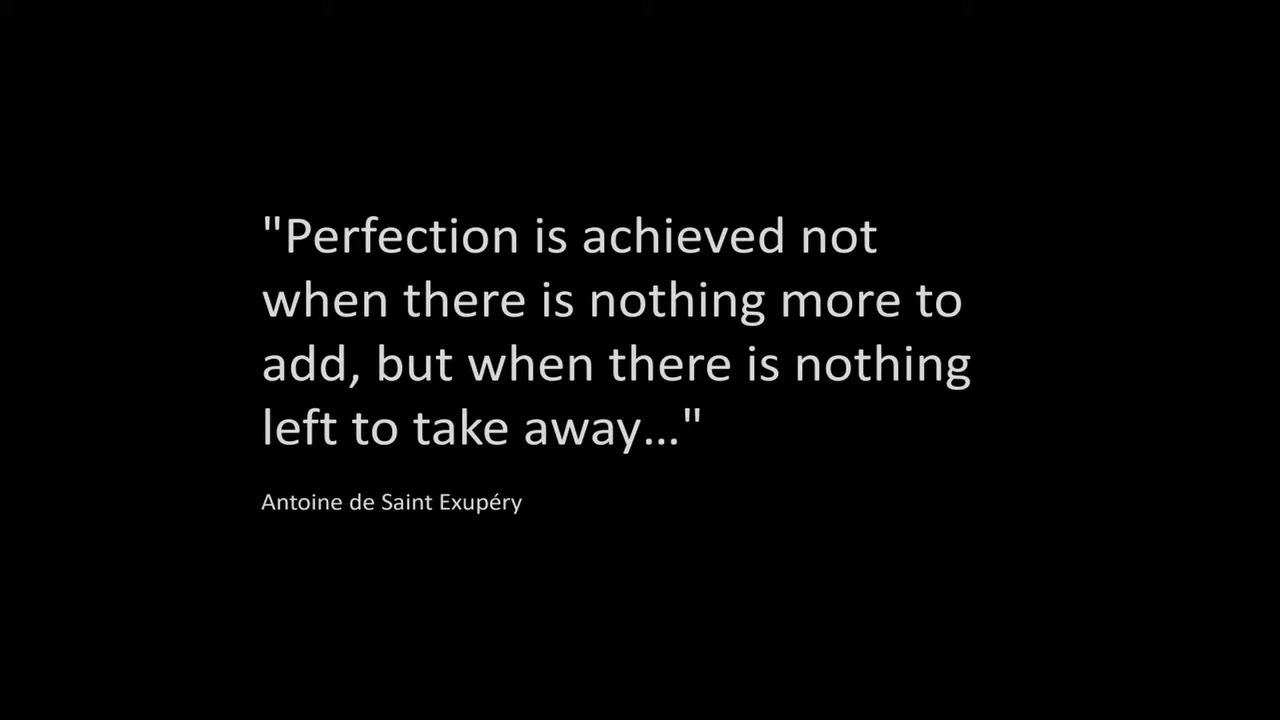 "Perfection is achieved not
when there is nothing more to
add, but when there is nothing
left to take away..."
Antoine de Saint Exupéry